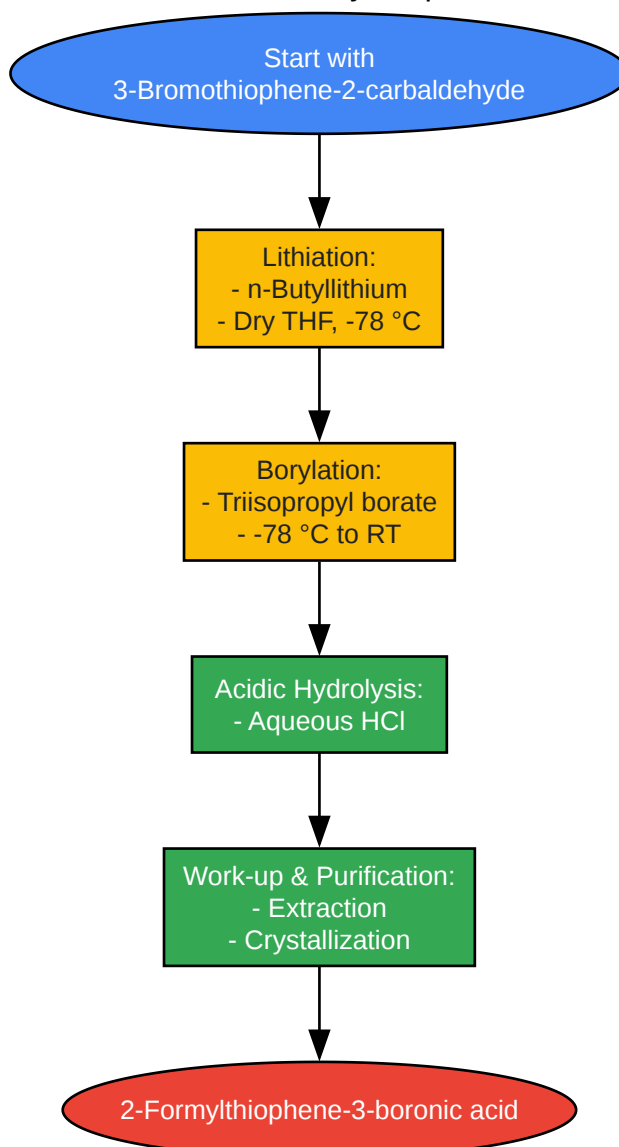 Start with
3-Bromothiophene-2-carbaldehyde
Lithiation:
- n-Butyllithium
- Dry THF, -78 °C
Borylation:
- Triisopropyl borate
- -78 °C to RT
Acidic Hydrolysis:
- Aqueous HCl
Work-up & Purification:
- Extraction
- Crystallization
2-Formylthiophene-3-boronic acid